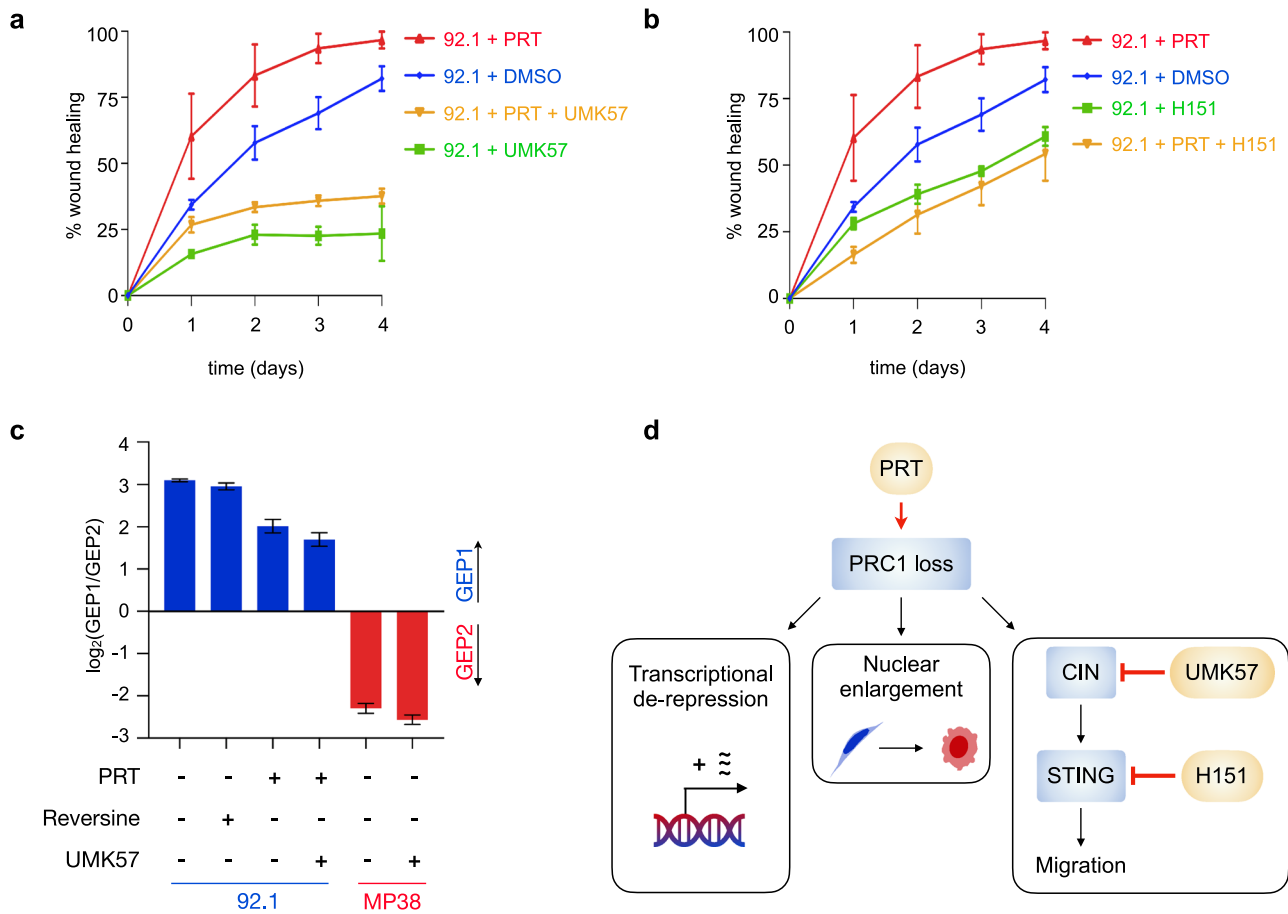 a
100
75
50
25
0
% wound healing
0 1 2 3 4
time (days)
92.1 + PRT
92.1 + DMSO
92.1 + PRT + UMK57
92.1 + UMK57
b
100
75
50
25
0
% wound healing
0 1 2 3 4
time (days)
92.1 + PRT
92.1 + DMSO
92.1 + H151
92.1 + PRT + H151
c
4
3
2
1
0
-1
-2
-3
log₂(GEP1/GEP2)
GEP1
GEP2
PRT - - + + - -
Reversine - + - - - -
UMK57 - - - + - +
92.1 MP38
d
PRT
PRC1 loss
Transcriptional
de-repression
+
Nuclear
enlargement
CIN
UMK57
STING
H151
Migration